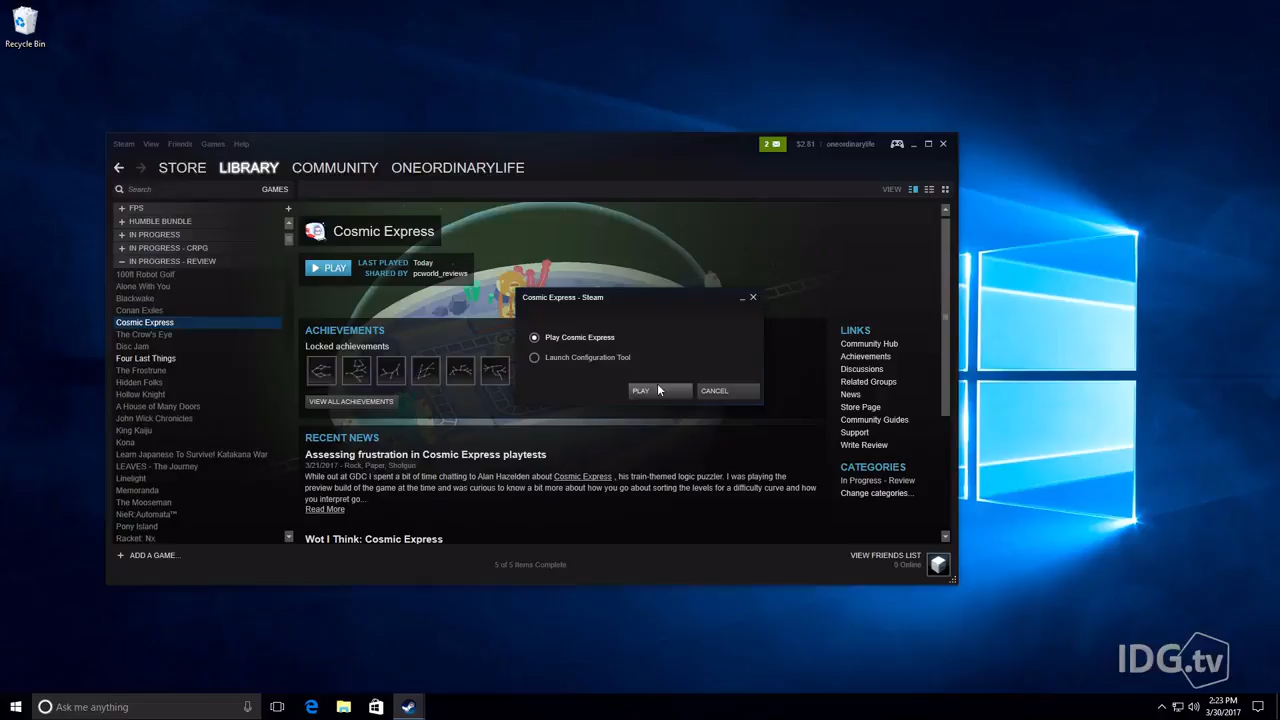 Recycle Bin
Steam View Friends Games Help
2 $2.81 oneordinarylife
STORE LIBRARY COMMUNITY ONEORDINARYLIFE
Search GAMES
VIEW
FPS
HUMBLE BUNDLE
IN PROGRESS
IN PROGRESS - CRPG
IN PROGRESS - REVIEW
100ft Robot Golf
Alone With You
Blackwake
Conan Exiles
Cosmic Express
The Crow's Eye
Disc Jam
Four Last Things
The Frostrune
Hidden Folks
Hollow Knight
A House of Many Doors
John Wick Chronicles
King Kaiju
Kona
Learn Japanese To Survive! Katakana War
LEAVES - The Journey
Linelight
Memoranda
The Mooseman
NieR:Automata™
Pony Island
Racket: Nx
ADD A GAME...
Cosmic Express
PLAY
LAST PLAYED Today
SHARED BY pcworld_reviews
ACHIEVEMENTS
Locked achievements
VIEW ALL ACHIEVEMENTS
Cosmic Express - Steam
Play Cosmic Express
Launch Configuration Tool
PLAY CANCEL
RECENT NEWS
Assessing frustration in Cosmic Express playtests
3/21/2017 - Rock, Paper, Shotgun
While out at GDC I spent a bit of time chatting to Alan Hazelden about Cosmic Express , his train-themed logic puzzler. I was playing the
preview build of the game at the time and was curious to know a bit more about how you go about sorting the levels for a difficulty curve and how
you interpret go...
Read More
Wot I Think: Cosmic Express
LINKS
Community Hub
Achievements
Discussions
Related Groups
News
Store Page
Community Guides
Support
Write Review
CATEGORIES
In Progress - Review
Change categories...
5 of 5 Items Complete
VIEW FRIENDS LIST
0 Online
IDG.tv
Ask me anything
2:23 PM
3/30/2017